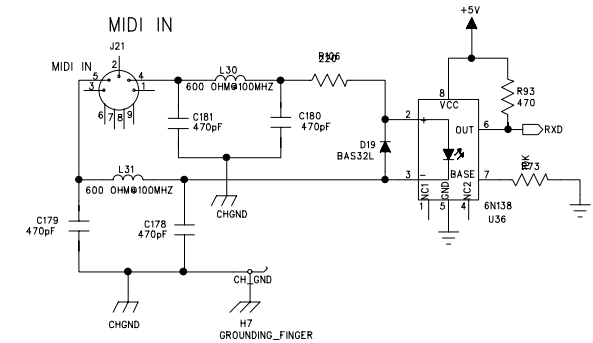 MIDI IN
+5V
J21
MIDI IN
2
5 4
3 1
6 7 8 9
L30
600 OHM@100MHZ
R106
220
C181
470pF
C180
470pF
8
VCC
R93
470
2 +
OUT 6
RXD
D19
BAS32L
3 -
BASE 7
R73
10K
NC1
GND
NC2
1 5 4
6N138
U36
L31
600 OHM@100MHZ
CHGND
C179
470pF
C178
470pF
CH_GND
CHGND
H7
GROUNDING_FINGER